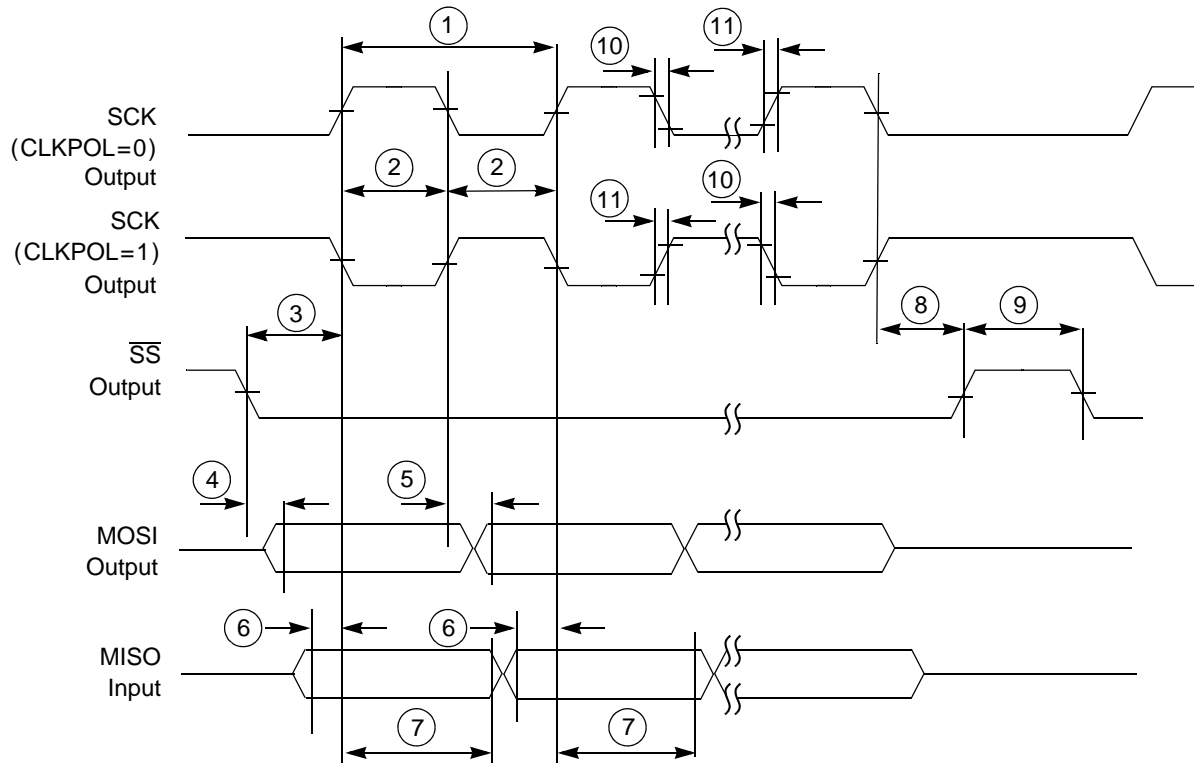 1
10
11
SCK
(CLKPOL=0)
Output
2
2
SCK
(CLKPOL=1)
Output
11
10
3
8
9
SS
Output
4
5
MOSI
Output
6
6
MISO
Input
7
7